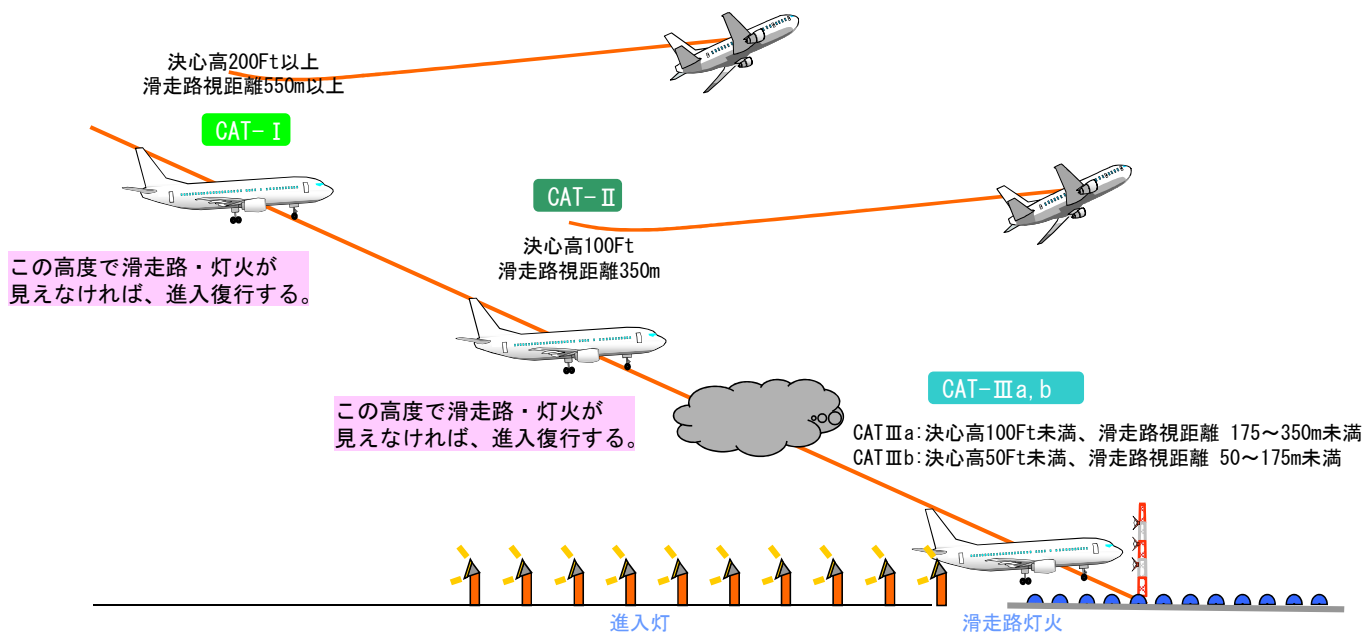 決心高200Ft以上
滑走路視距離550m以上
CAT-Ⅰ
この高度で滑走路・灯火が
見えなければ、進入復行する。
CAT-Ⅱ
決心高100Ft
滑走路視距離350m
この高度で滑走路・灯火が
見えなければ、進入復行する。
CAT-Ⅲa,b
CATⅢa:決心高100Ft未満、滑走路視距離 175～350m未満
CATⅢb:決心高50Ft未満、滑走路視距離 50～175m未満
進入灯
滑走路灯火